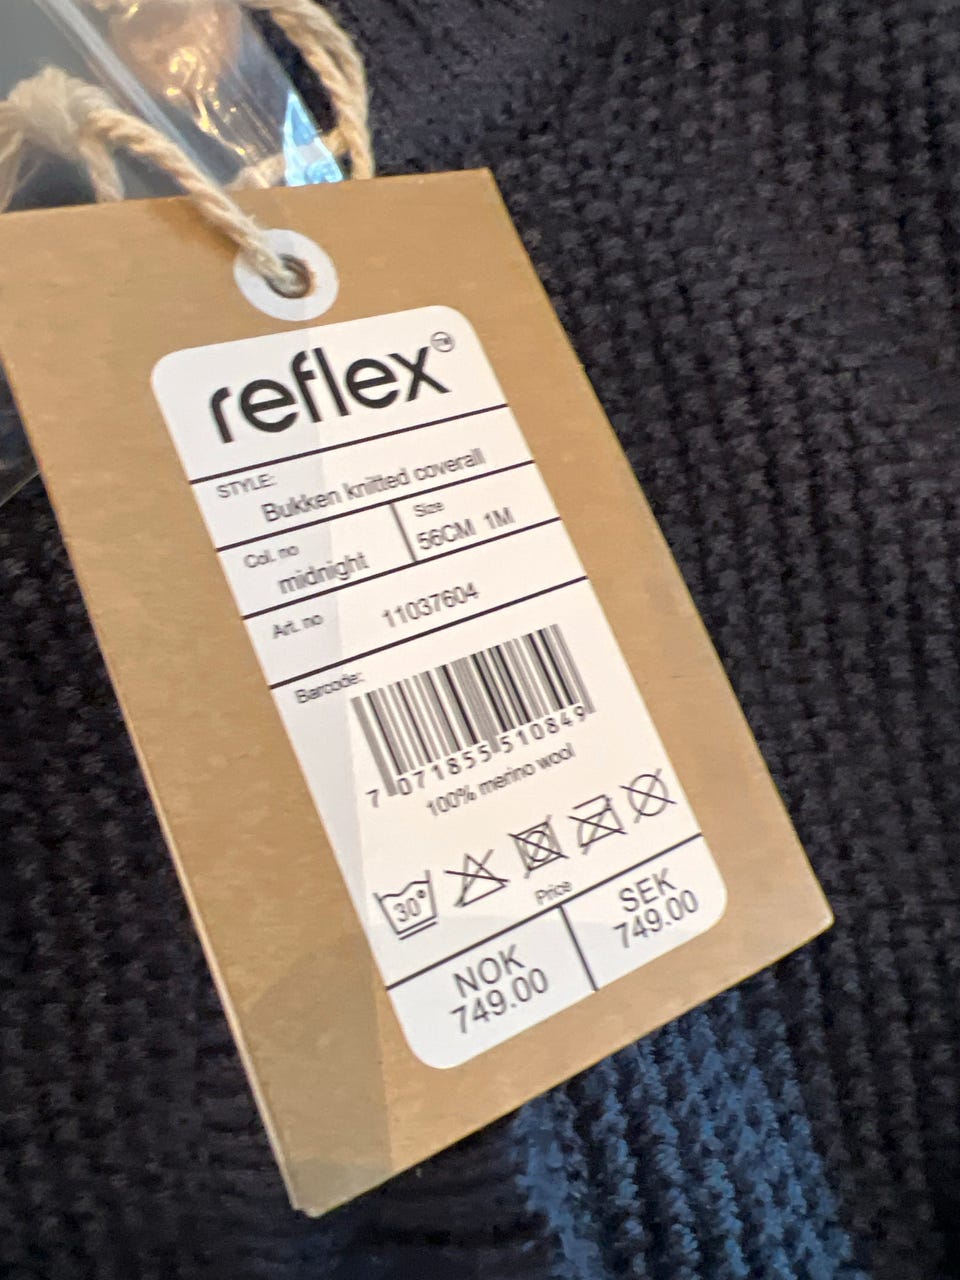 reflex™
STYLE:
Bukken knitted coverall
Col. no
midnight
Size
56CM 1M
Art. no
11037604
Barcode:
7 071855 510849
100% merino wool
30°
Price
NOK
749.00
SEK
749.00